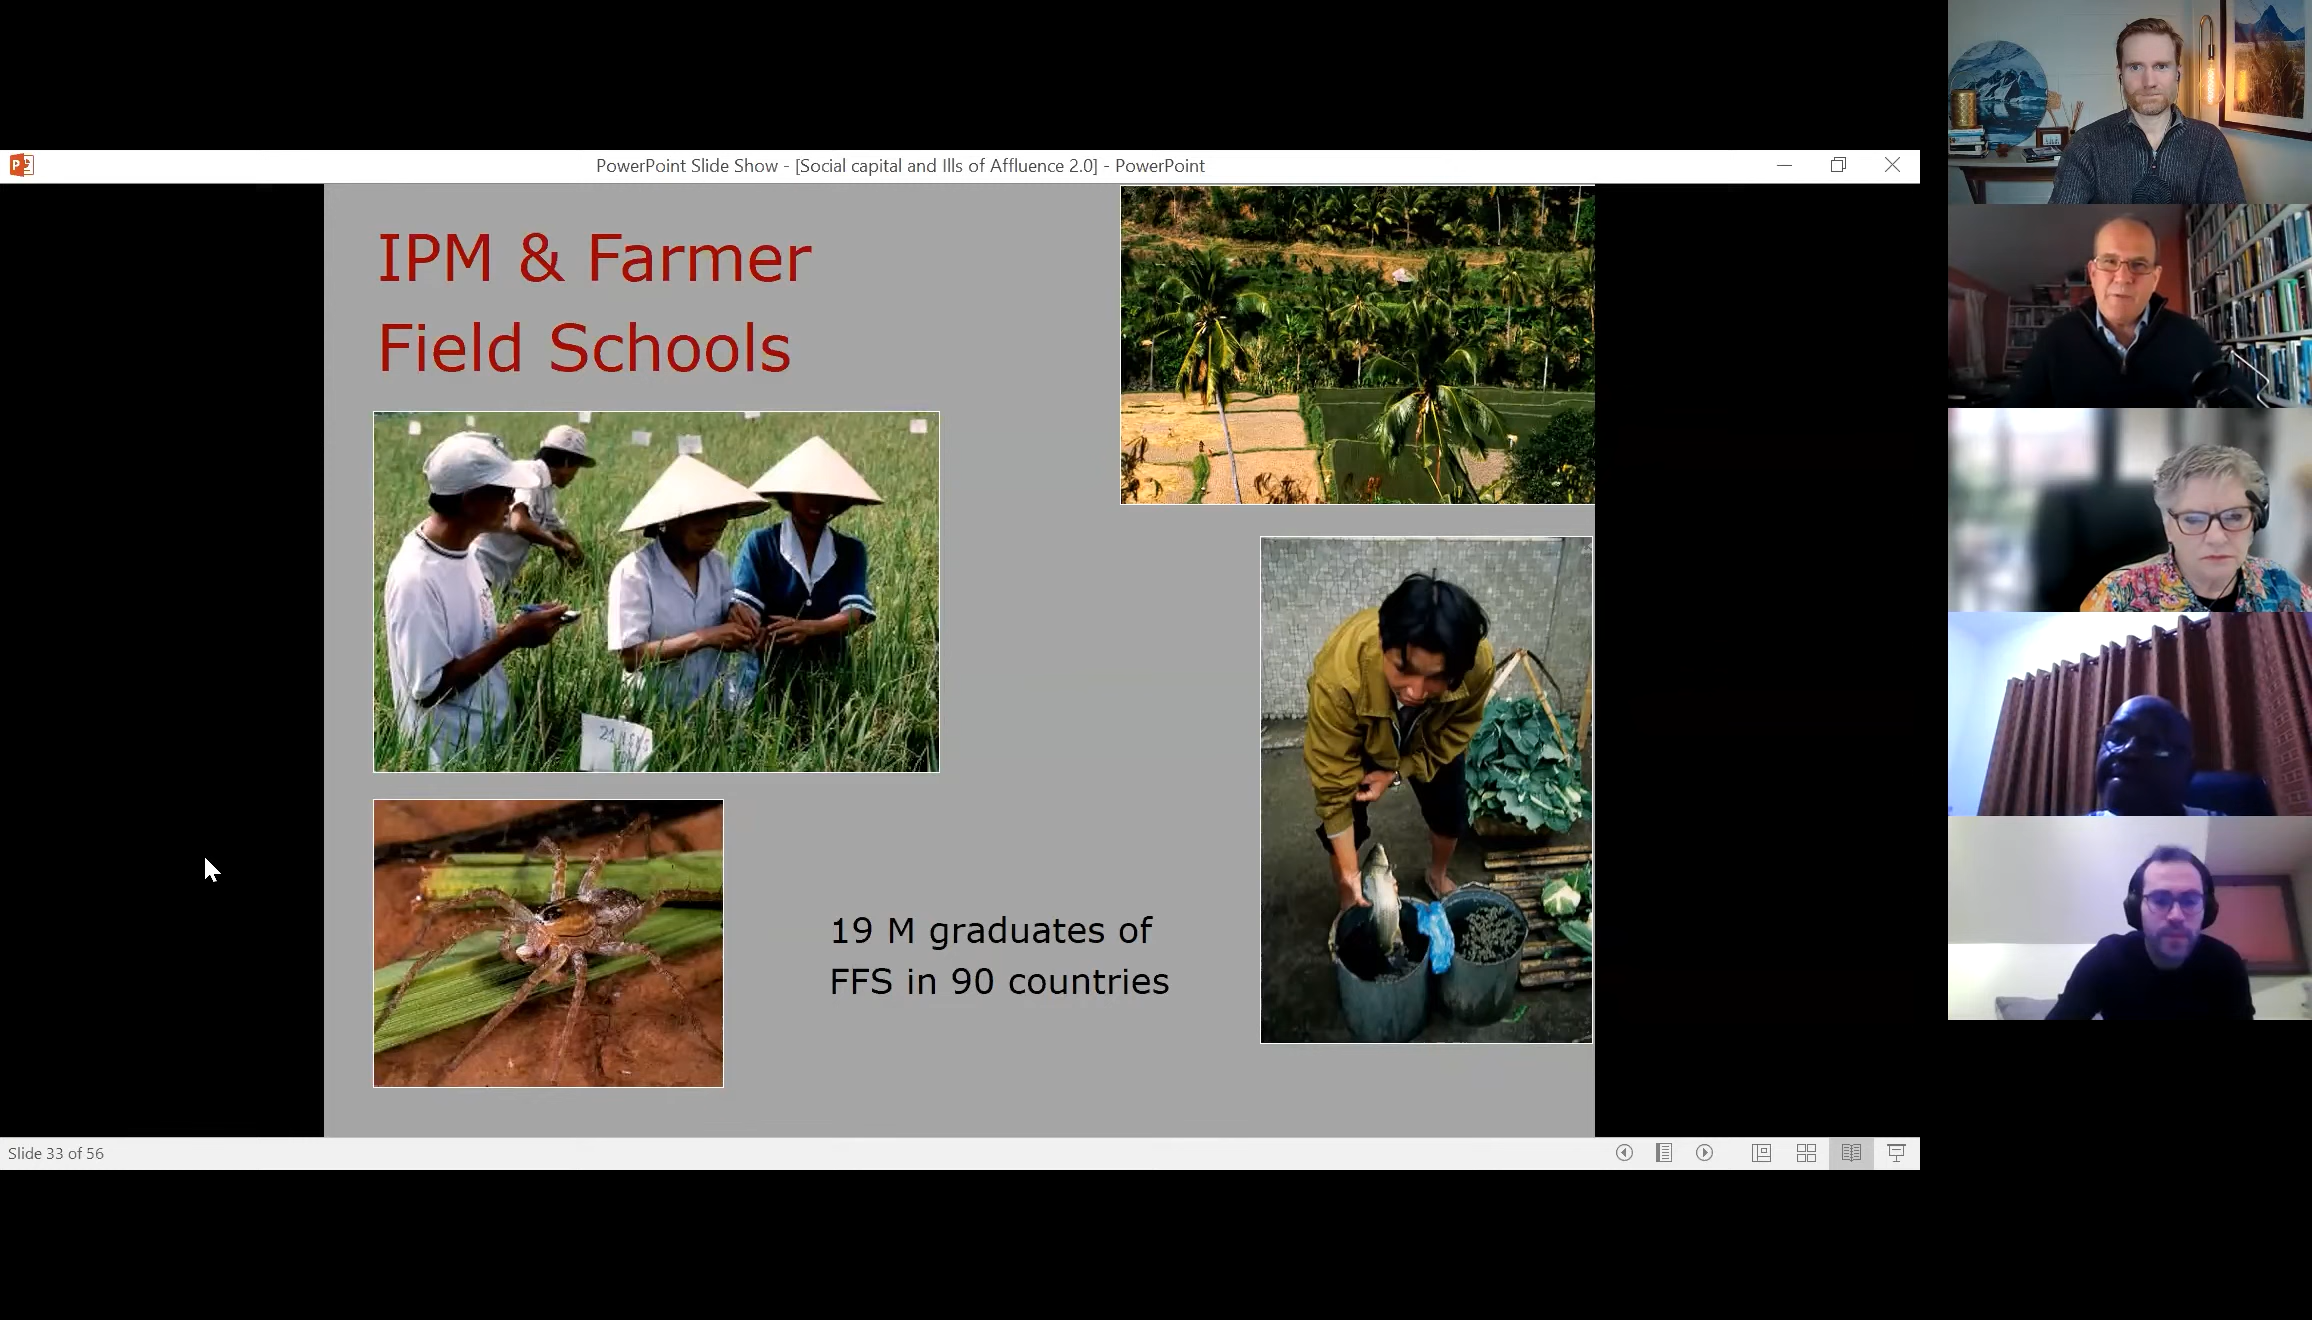 PowerPoint Slide Show - [Social capital and Ills of Affluence 2.0] - PowerPoint
IPM & Farmer
Field Schools
19 M graduates of
FFS in 90 countries
Slide 33 of 56